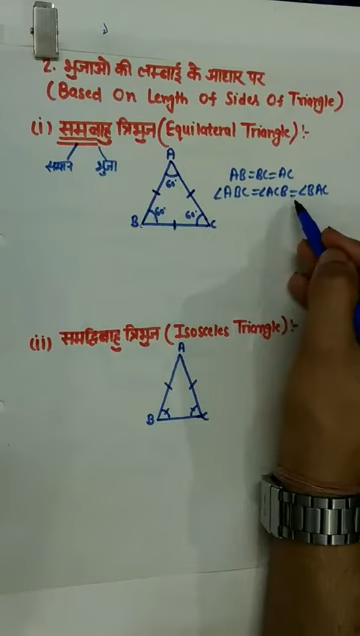 2. भुजाओ की लम्बाई के आधार पर
(Based On Length Of Sides Of Triangle)
(i) समबाहु त्रिभुज (Equilateral Triangle):-
समान भुजा
A
60°
60° 60°
B C
AB=BC=AC
∠ABC=∠ACB=∠BAC
(ii) समद्विबाहु त्रिभुज (Isosceles Triangle):-
A
B C